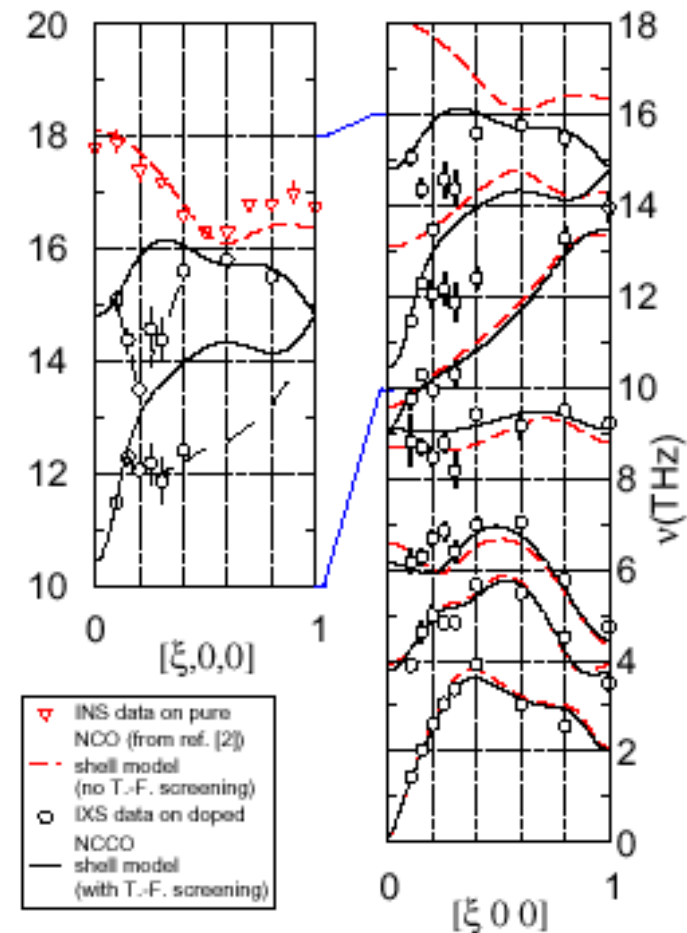 20
18
16
14
12
10
0
1
[ξ,0,0]
18
16
14
12
10
8
6
4
2
0
ν(THz)
0
1
[ξ 0 0]
INS data on pure
NCO (from ref. [2])
shell model
(no T.-F. screening)
IXS data on doped
NCCO
shell model
(with T.-F. screening)